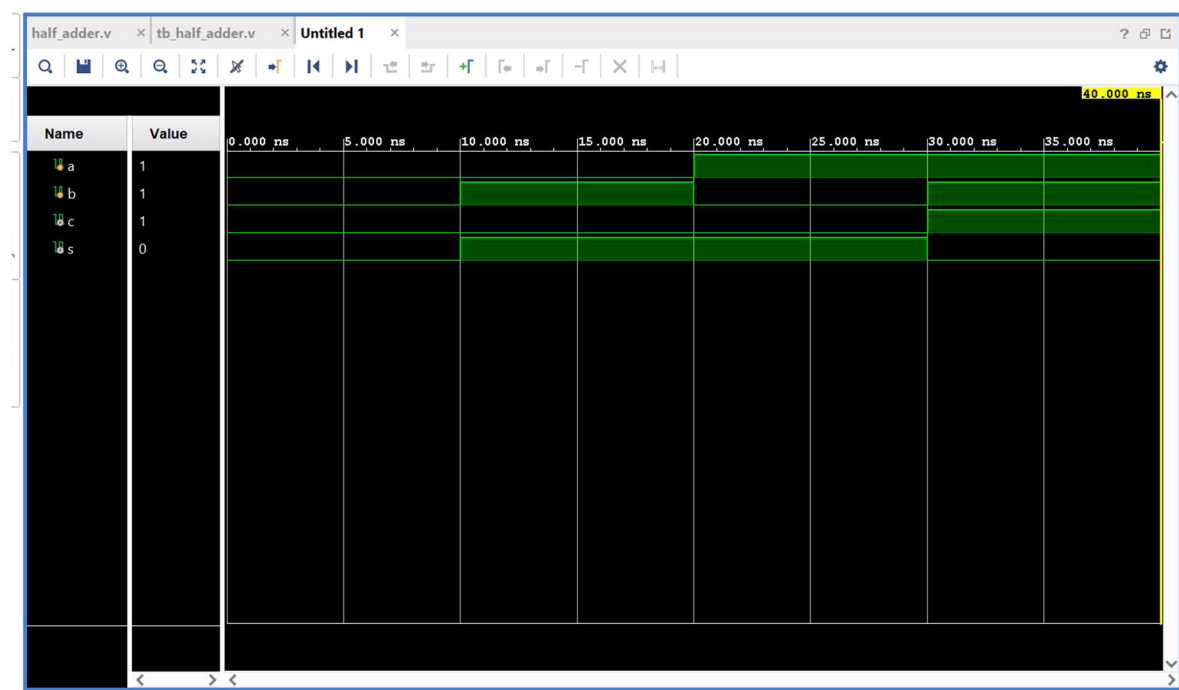 half_adder.v × tb_half_adder.v × Untitled 1 ×
?
40.000 ns
Name Value
0.000 ns 5.000 ns 10.000 ns 15.000 ns 20.000 ns 25.000 ns 30.000 ns 35.000 ns
a 1
b 1
c 1
s 0